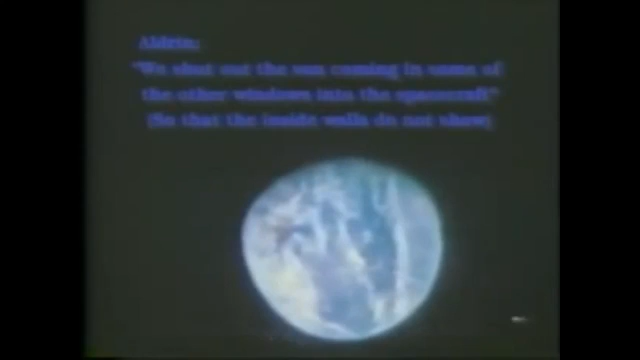 Aldrin:
"We shut out the sun coming in some of
the other windows into the spacecraft"
(So that the inside walls do not show)